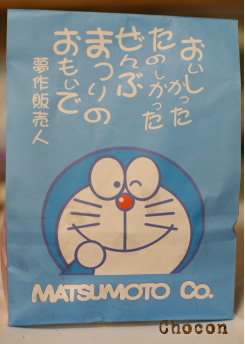 おいしかった
たのしかった
ぜんぶ
まつりの
おもいで
夢作販売人
MATSUMOTO Co.
Chocon